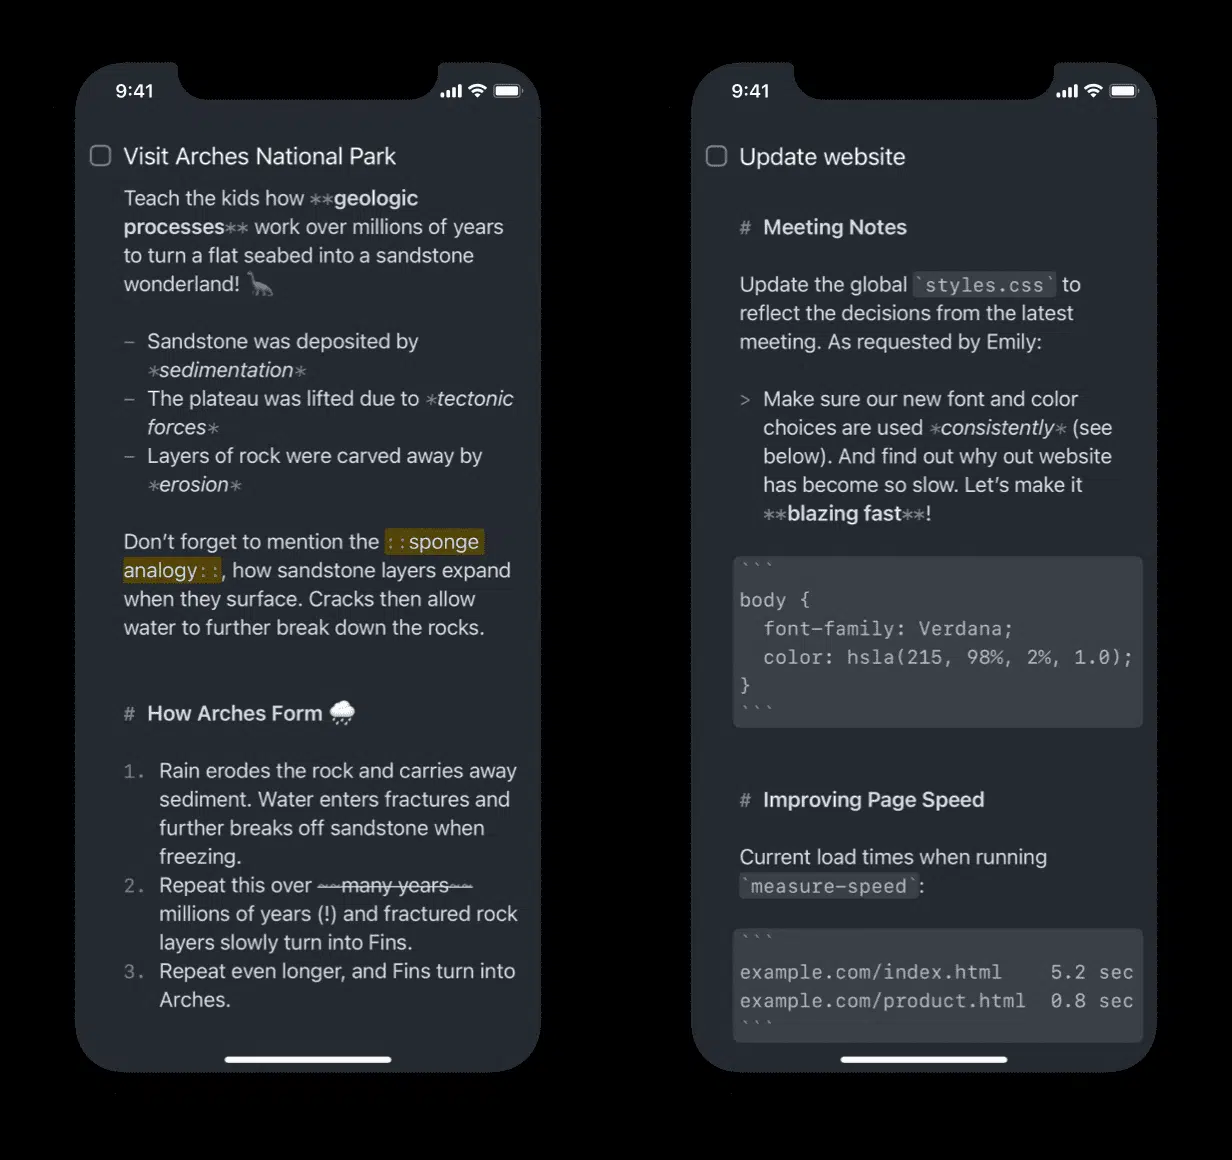 9:41
Visit Arches National Park
Teach the kids how **geologic
processes** work over millions of years
to turn a flat seabed into a sandstone
wonderland! 🦕
– Sandstone was deposited by
*sedimentation*
– The plateau was lifted due to *tectonic
forces*
– Layers of rock were carved away by
*erosion*
Don’t forget to mention the ::sponge
analogy::, how sandstone layers expand
when they surface. Cracks then allow
water to further break down the rocks.
# How Arches Form 🌧️
1. Rain erodes the rock and carries away
sediment. Water enters fractures and
further breaks off sandstone when
freezing.
2. Repeat this over ~~many years~~
millions of years (!) and fractured rock
layers slowly turn into Fins.
3. Repeat even longer, and Fins turn into
Arches.
9:41
Update website
# Meeting Notes
Update the global `styles.css` to
reflect the decisions from the latest
meeting. As requested by Emily:
> Make sure our new font and color
choices are used *consistently* (see
below). And find out why out website
has become so slow. Let’s make it
**blazing fast**!
```
body {
  font-family: Verdana;
  color: hsla(215, 98%, 2%, 1.0);
}
```
# Improving Page Speed
Current load times when running
`measure-speed`:
```
example.com/index.html    5.2 sec
example.com/product.html  0.8 sec
```